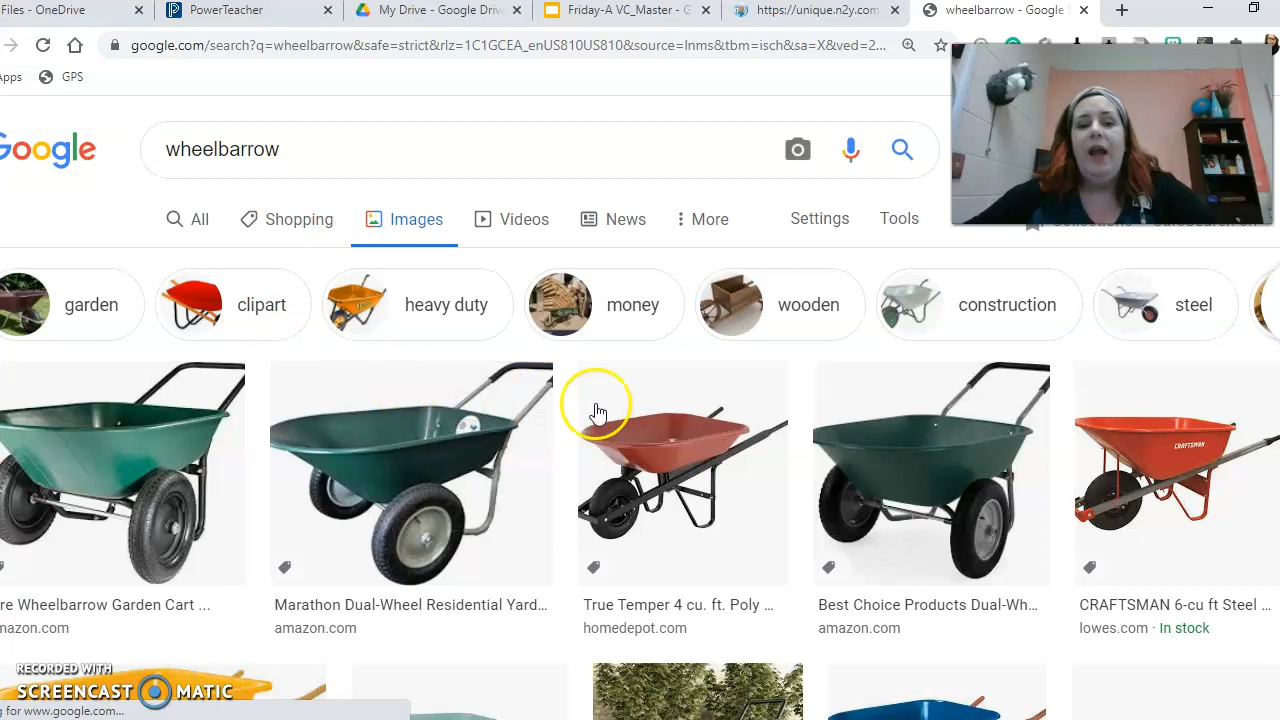 Files - OneDrive
PowerTeacher
My Drive - Google Driv
Friday-A VC_Master - G
https://unique.n2y.com
wheelbarrow - Google S
google.com/search?q=wheelbarrow&safe=strict&rlz=1C1GCEA_enUS810US810&source=lnms&tbm=isch&sa=X&ved=2...
Apps
GPS
Google
wheelbarrow
All
Shopping
Images
Videos
News
More
Settings
Tools
garden
clipart
heavy duty
money
wooden
construction
steel
CRAFTSMAN
re Wheelbarrow Garden Cart ...
Marathon Dual-Wheel Residential Yard...
True Temper 4 cu. ft. Poly ...
Best Choice Products Dual-Wh...
CRAFTSMAN 6-cu ft Steel ...
mazon.com
amazon.com
homedepot.com
amazon.com
lowes.com · In stock
RECORDED WITH
SCREENCAST MATIC
g for www.google.com...